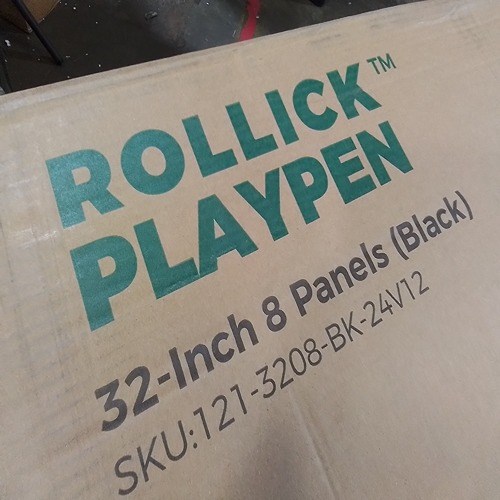 ROLLICK™
PLAYPEN
32-Inch 8 Panels (Black)
SKU:121-3208-BK-24V12